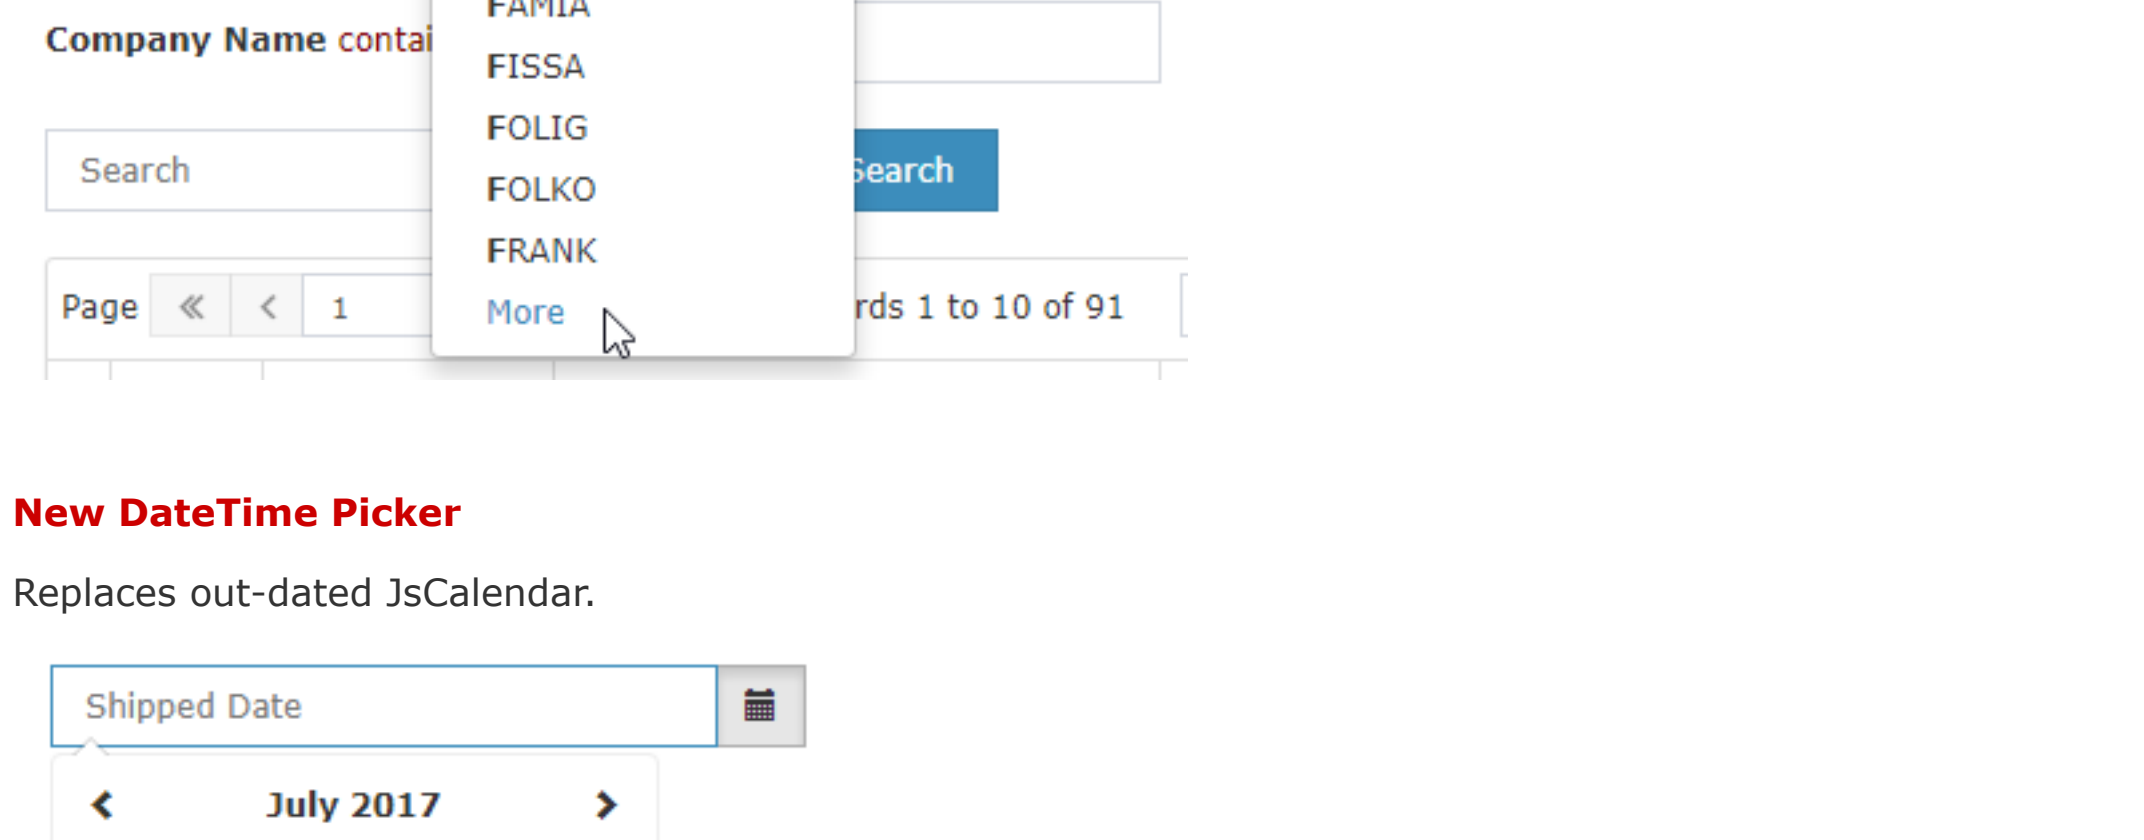 FAMIA
Company Name contai
FISSA
FOLIG
Search
Search
FOLKO
FRANK
Page « < 1
rds 1 to 10 of 91
More
New DateTime Picker
Replaces out-dated JsCalendar.
Shipped Date
July 2017